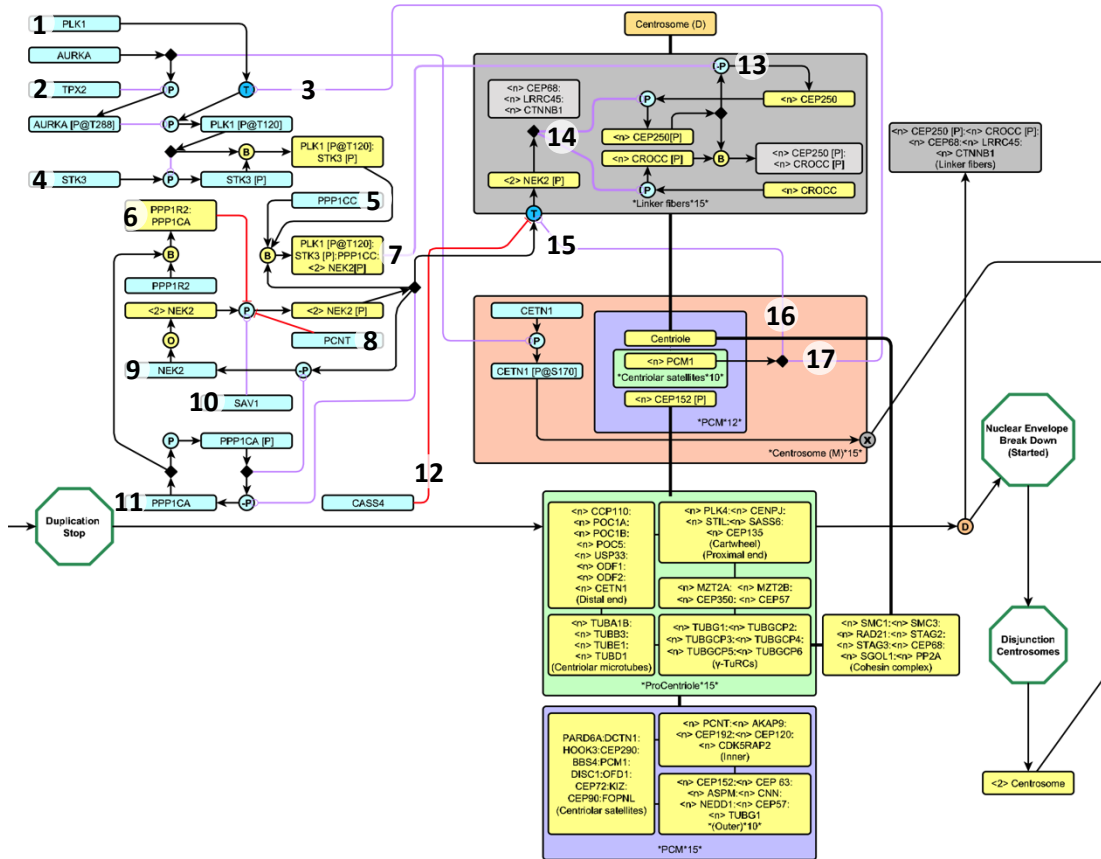 1 PLK1
AURKA
2 TPX2
P
T
3
AURKA [P@T288]
P
PLK1 [P@T120]
B
PLK1 [P@T120]:
STK3 [P]
4 STK3
P
STK3 [P]
6 PPP1R2:
PPP1CA
PPP1CC
5
B
B
PLK1 [P@T120]:
STK3 [P]:PPP1CC:
<2> NEK2[P]
7
PPP1R2
<2> NEK2
P
<2> NEK2 [P]
O
PCNT
8
9 NEK2
-P
10 SAV1
P
PPP1CA [P]
11 PPP1CA
-P
CASS4
12
Duplication
Stop
Centrosome (D)
-P
13
<n> CEP68:
<n> LRRC45:
<n> CTNNB1
P
<n> CEP250
14
<n> CEP250[P]
<n> CROCC [P]
B
<n> CEP250 [P]:
<n> CROCC [P]
<2> NEK2 [P]
P
<n> CROCC
*Linker fibers*15*
T
15
<n> CEP250 [P]:<n> CROCC [P]:
<n> CEP68:<n> LRRC45:
<n> CTNNB1
(Linker fibers)
16
CETN1
P
CETN1 [P@S170]
Centriole
<n> PCM1
*Centriolar satellites*10*
17
<n> CEP152 [P]
*PCM*12*
X
*Centrosome (M)*15*
Nuclear Envelope
Break Down
(Started)
D
<n> CCP110:
<n> POC1A:
<n> POC1B:
<n> POC5:
<n> USP33:
<n> ODF1:
<n> ODF2:
<n> CETN1
(Distal end)
<n> PLK4:<n> CENPJ:
<n> STIL:<n> SASS6:
<n> CEP135
(Cartwheel)
(Proximal end)
<n> MZT2A: <n> MZT2B:
<n> CEP350: <n> CEP57
<n> TUBA1B:
<n> TUBB3:
<n> TUBE1:
<n> TUBD1
(Centriolar microtubes)
<n> TUBG1:<n> TUBGCP2:
<n> TUBGCP3:<n> TUBGCP4:
<n> TUBGCP5:<n> TUBGCP6
(γ-TuRCs)
*ProCentriole*15*
<n> SMC1:<n> SMC3:
<n> RAD21:<n> STAG2:
<n> STAG3:<n> CEP68:
<n> SGOL1:<n> PP2A
(Cohesin complex)
Disjunction
Centrosomes
PARD6A:DCTN1:
HOOK3:CEP290:
BBS4:PCM1:
DISC1:OFD1:
CEP72:KIZ:
CEP90:FOPNL
(Centriolar satellites)
<n> PCNT:<n> AKAP9:
<n> CEP192:<n> CEP120:
<n> CDK5RAP2
(Inner)
<n> CEP152:<n> CEP 63:
<n> ASPM:<n> CNN:
<n> NEDD1:<n> CEP57:
<n> TUBG1
*(Outer)*10*
*PCM*15*
<2> Centrosome